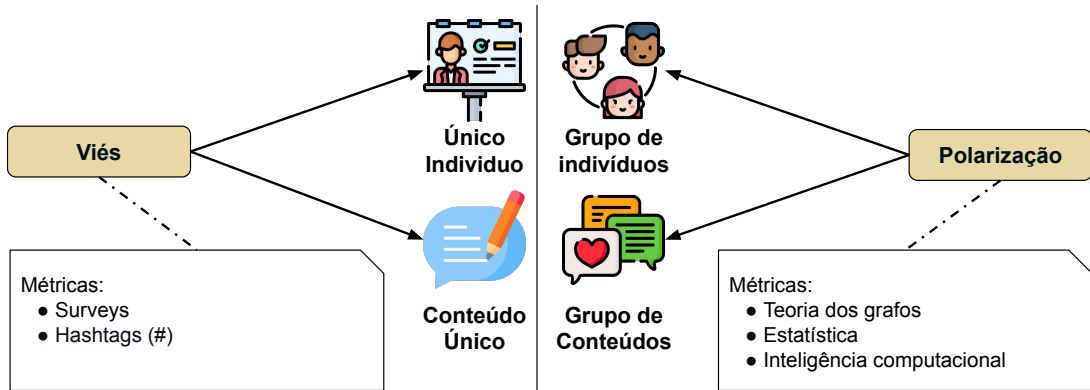 Viés
Único
Individuo
Conteúdo
Único
Métricas:
● Surveys
● Hashtags (#)
Grupo de
indivíduos
Grupo de
Conteúdos
Polarização
Métricas:
● Teoria dos grafos
● Estatística
● Inteligência computacional